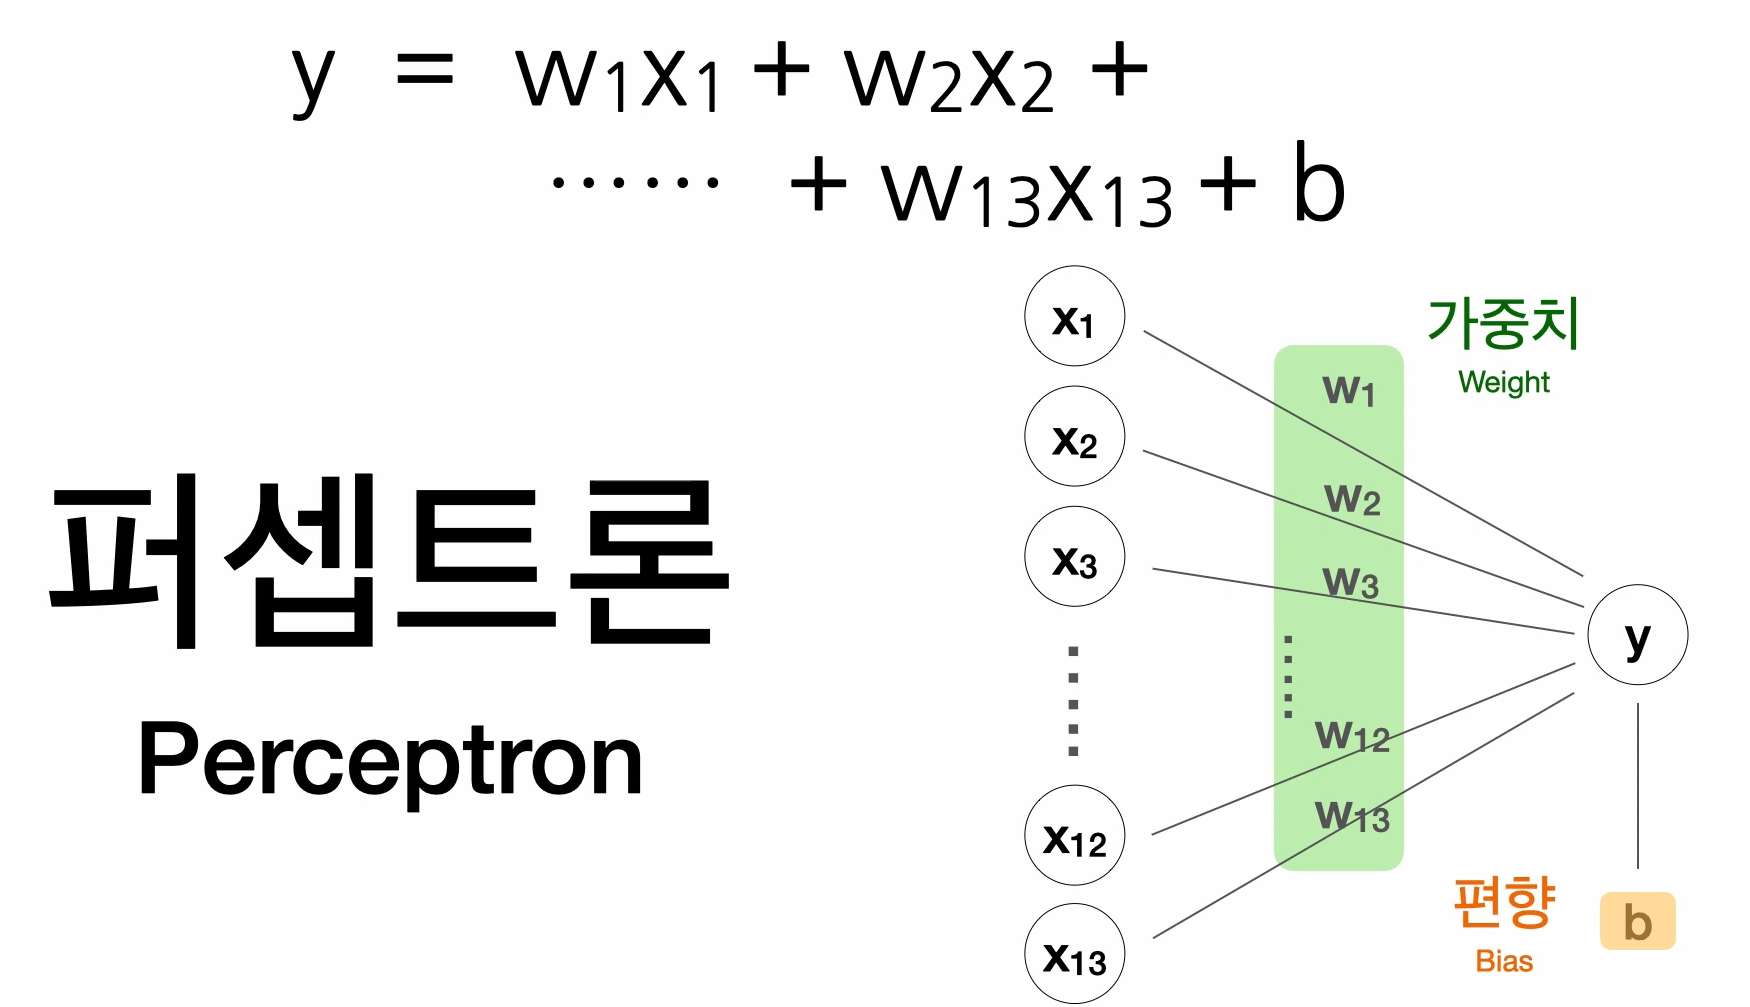 y = w₁x₁ + w₂x₂ +
⋯⋯ + w₁₃x₁₃ + b
x₁
가중치
Weight
w₁
x₂
w₂
x₃
w₃
퍼셉트론
Perceptron
y
w₁₂
w₁₃
x₁₂
x₁₃
편향
Bias
b